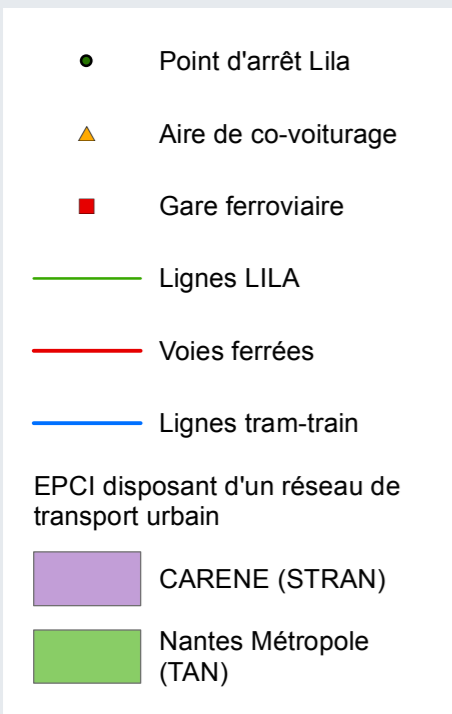 Point d'arrêt Lila
Aire de co-voiturage
Gare ferroviaire
Lignes LILA
Voies ferrées
Lignes tram-train
EPCI disposant d'un réseau de
transport urbain
CARENE (STRAN)
Nantes Métropole
(TAN)